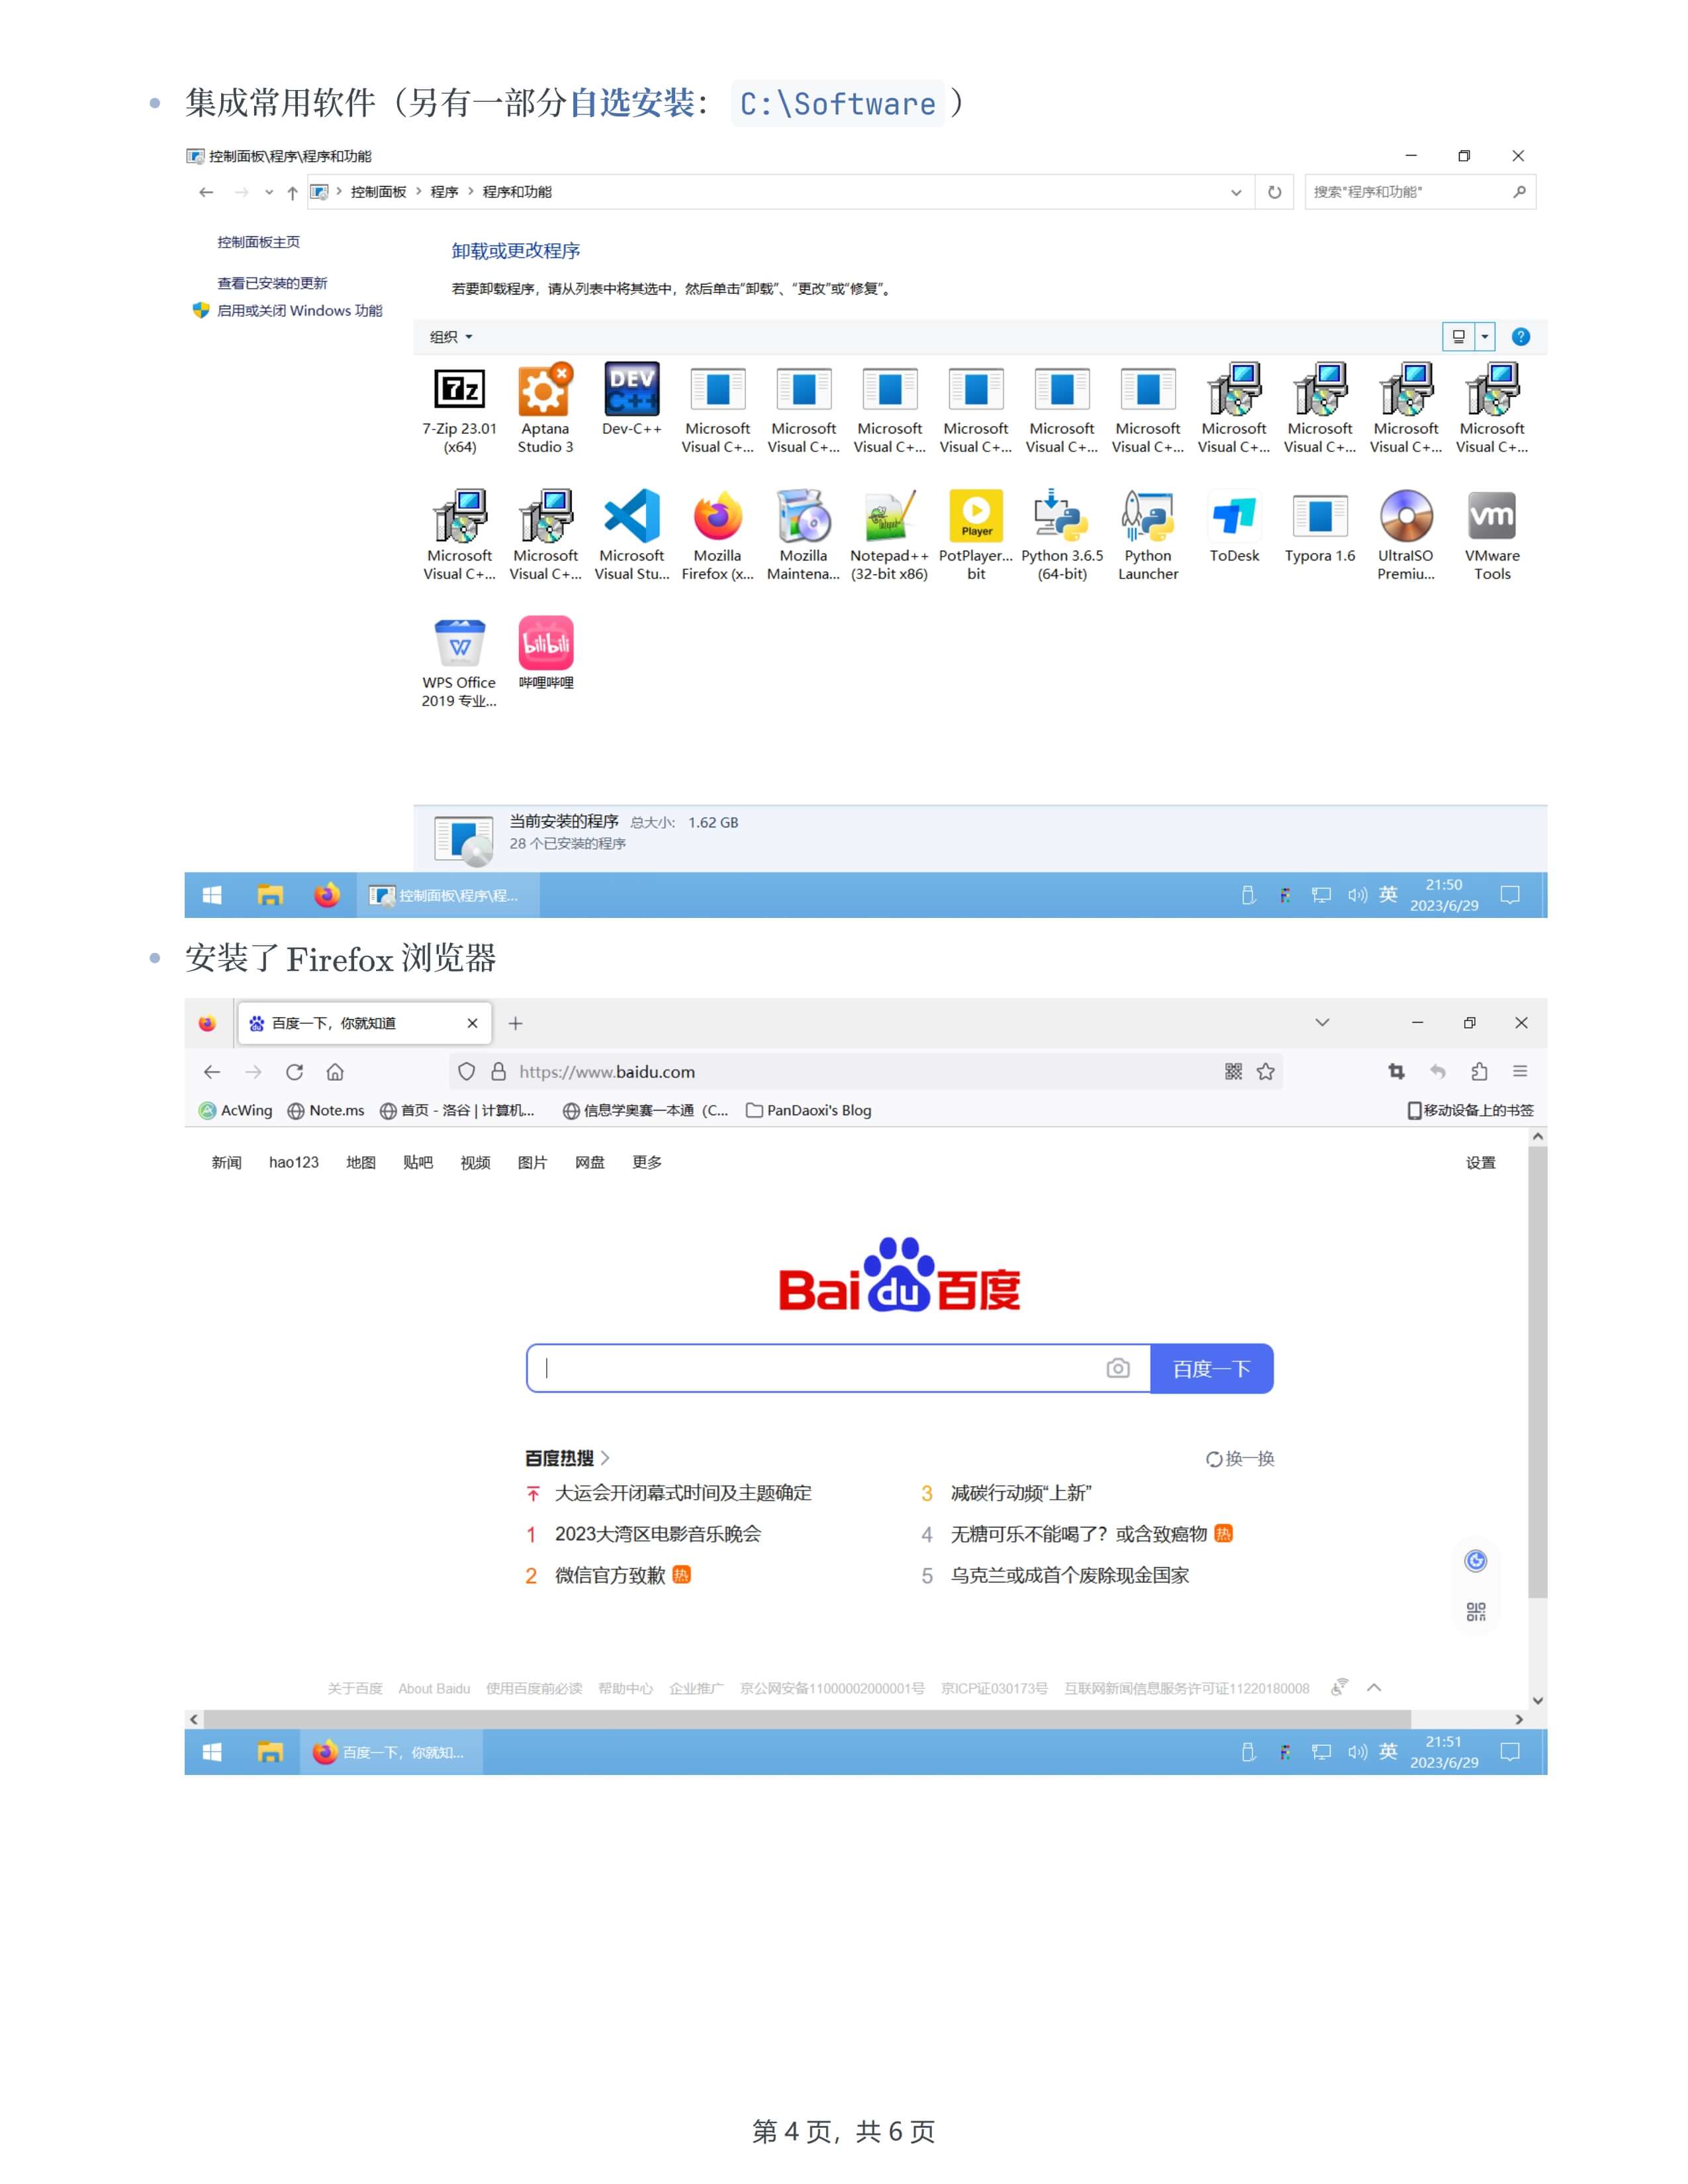 集成常用软件（另有一部分自选安装： C:\Software ）
控制面板\程序\程序和功能
控制面板 程序 程序和功能
搜索"程序和功能"
控制面板主页
查看已安装的更新
启用或关闭 Windows 功能
卸载或更改程序
若要卸载程序，请从列表中将其选中，然后单击“卸载”、“更改”或“修复”。
组织
7-Zip 23.01 (x64)
Aptana Studio 3
DEV C++
Dev-C++
Microsoft Visual C+...
Microsoft Visual C+...
Microsoft Visual C+...
Microsoft Visual C+...
Microsoft Visual C+...
Microsoft Visual C+...
Microsoft Visual C+...
Microsoft Visual C+...
Microsoft Visual C+...
Microsoft Visual C+...
Microsoft Visual C+...
Microsoft Visual C+...
Microsoft Visual Stu...
Mozilla Firefox (x...
Mozilla Maintena...
Notepad++ (32-bit x86)
Player
PotPlayer... bit
Python 3.6.5 (64-bit)
Python Launcher
ToDesk
Typora 1.6
UltraISO Premiu...
vm
VMware Tools
WPS Office 2019 专业...
bilibili
哔哩哔哩
当前安装的程序 总大小: 1.62 GB
28 个已安装的程序
控制面板\程序\程...
英
21:50
2023/6/29
安装了 Firefox 浏览器
百度一下，你就知道
https://www.baidu.com
AcWing Note.ms 首页 - 洛谷 | 计算机... 信息学奥赛一本通（C... PanDaoxi's Blog 移动设备上的书签
新闻 hao123 地图 贴吧 视频 图片 网盘 更多 设置
Bai du 百度
百度一下
百度热搜 换一换
大运会开闭幕式时间及主题确定
1 2023大湾区电影音乐晚会
2 微信官方致歉 热
3 减碳行动频“上新”
4 无糖可乐不能喝了？或含致癌物 热
5 乌克兰或成首个废除现金国家
关于百度 About Baidu 使用百度前必读 帮助中心 企业推广 京公网安备11000002000001号 京ICP证030173号 互联网新闻信息服务许可证11220180008
百度一下，你就知...
英
21:51
2023/6/29
第 4 页, 共 6 页